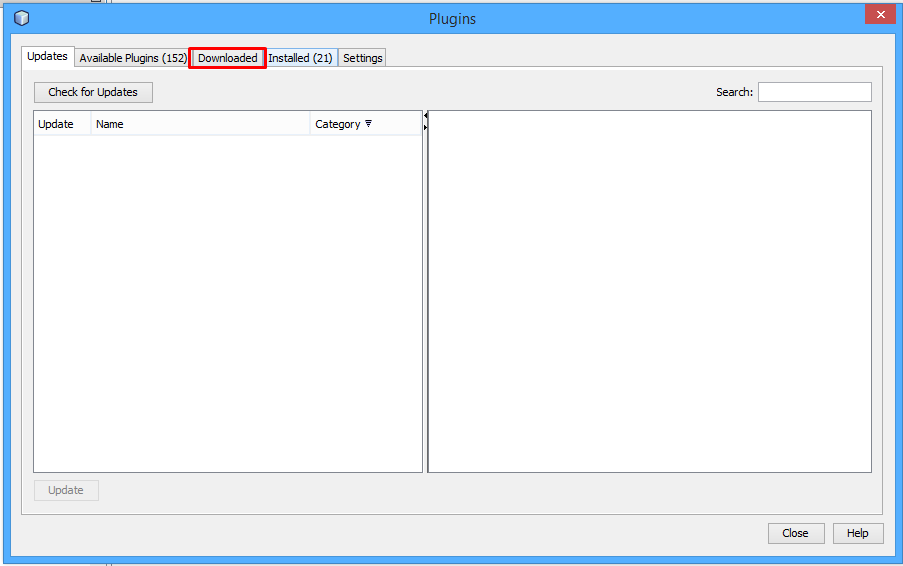 Plugins
Updates Available Plugins (152) Downloaded Installed (21) Settings
Check for Updates Search:
Update Name Category
Update
Close Help